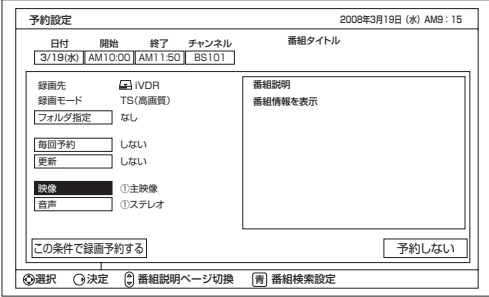 予約設定 2008年3月19日（水）AM9：15
日付 開始 終了 チャンネル 番組タイトル
3/19(水) AM10:00 AM11:50 BS101
録画先 iVDR
録画モード TS(高画質)
フォルダ指定 なし
毎回予約 しない
更新 しない
映像 ①主映像
音声 ①ステレオ
番組説明
番組情報を表示
この条件で録画予約する 予約しない
選択 決定 番組説明ページ切換 青 番組検索設定